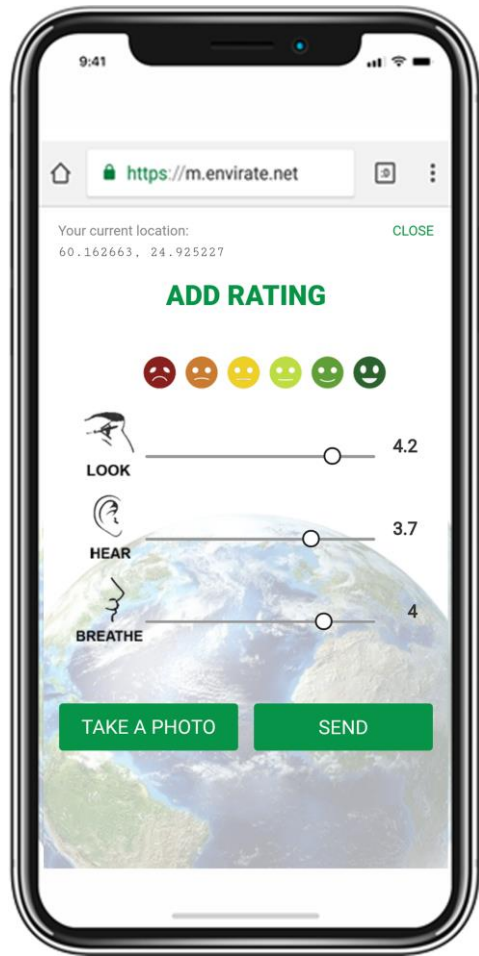 9:41
https://m.envirate.net
:D
Your current location:
CLOSE
60.162663, 24.925227
ADD RATING
4.2
LOOK
3.7
HEAR
4
BREATHE
TAKE A PHOTO
SEND